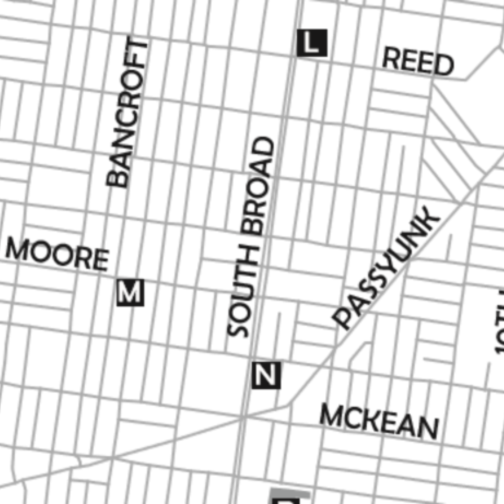 L
REED
BANCROFT
SOUTH BROAD
PASSYUNK
MOORE
M
N
MCKEAN